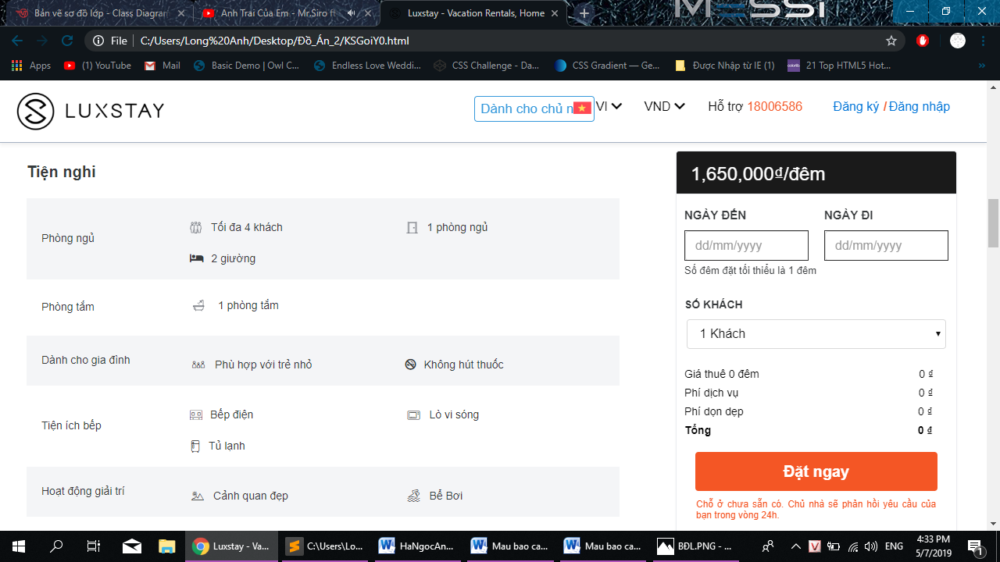 MESSI
Bản vẽ sơ đồ lớp - Class Diagram
Anh Trai Của Em - Mr.Siro ft
Luxstay - Vacation Rentals, Home
File
C:/Users/Long%20Anh/Desktop/Đồ_Án_2/KSGoiY0.html
Apps (1) YouTube Mail Basic Demo | Owl C... Endless Love Weddi... CSS Challenge - Da... CSS Gradient — Ge... Được Nhập từ IE (1) 21 Top HTML5 Hot... »
LUXSTAY
Dành cho chủ n VI VND Hỗ trợ 18006586 Đăng ký /Đăng nhập
Tiện nghi
Phòng ngủ
Tối đa 4 khách 1 phòng ngủ
2 giường
Phòng tắm
1 phòng tắm
Dành cho gia đình
Phù hợp với trẻ nhỏ Không hút thuốc
Tiện ích bếp
Bếp điện Lò vi sóng
Tủ lạnh
Hoạt động giải trí
Cảnh quan đẹp Bể Bơi
1,650,000₫/đêm
NGÀY ĐẾN NGÀY ĐI
dd/mm/yyyy dd/mm/yyyy
Số đêm đặt tối thiểu là 1 đêm
SỐ KHÁCH
1 Khách
Giá thuê 0 đêm 0 ₫
Phí dịch vụ 0 ₫
Phí dọn dẹp 0 ₫
Tổng 0 ₫
Đặt ngay
Chỗ ở chưa sẵn có. Chủ nhà sẽ phản hồi yêu cầu của
bạn trong vòng 24h.
Luxstay - Va... C:\Users\Lo... HaNgocAn... Mau bao ca... Mau bao ca... BĐL.PNG - ...
ENG
4:33 PM
5/7/2019
1